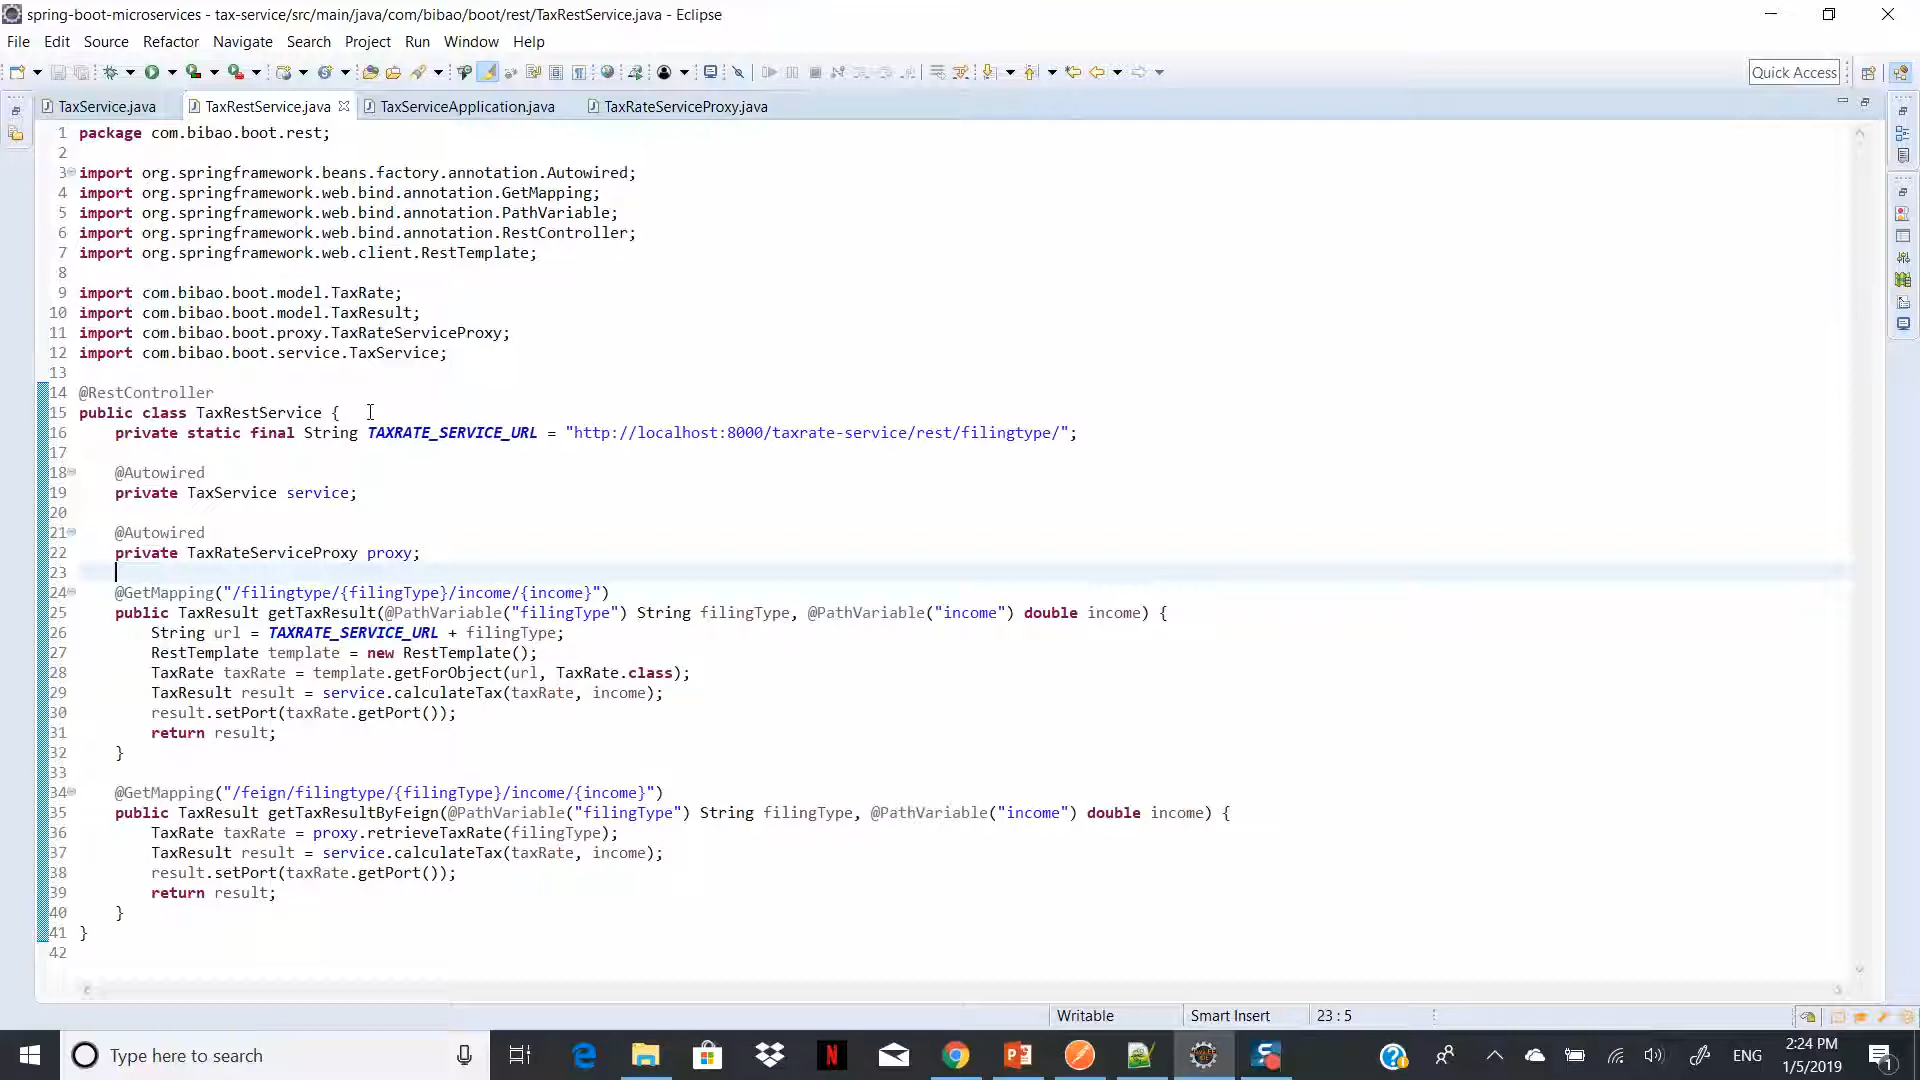 spring-boot-microservices - tax-service/src/main/java/com/bibao/boot/rest/TaxRestService.java - Eclipse
File Edit Source Refactor Navigate Search Project Run Window Help
Quick Access
TaxService.java TaxRestService.java TaxServiceApplication.java TaxRateServiceProxy.java
1 package com.bibao.boot.rest;
2
3 import org.springframework.beans.factory.annotation.Autowired;
4 import org.springframework.web.bind.annotation.GetMapping;
5 import org.springframework.web.bind.annotation.PathVariable;
6 import org.springframework.web.bind.annotation.RestController;
7 import org.springframework.web.client.RestTemplate;
8
9 import com.bibao.boot.model.TaxRate;
10 import com.bibao.boot.model.TaxResult;
11 import com.bibao.boot.proxy.TaxRateServiceProxy;
12 import com.bibao.boot.service.TaxService;
13
14 @RestController
15 public class TaxRestService {
16 private static final String TAXRATE_SERVICE_URL = "http://localhost:8000/taxrate-service/rest/filingtype/";
17
18 @Autowired
19 private TaxService service;
20
21 @Autowired
22 private TaxRateServiceProxy proxy;
23
24 @GetMapping("/filingtype/{filingType}/income/{income}")
25 public TaxResult getTaxResult(@PathVariable("filingType") String filingType, @PathVariable("income") double income) {
26 String url = TAXRATE_SERVICE_URL + filingType;
27 RestTemplate template = new RestTemplate();
28 TaxRate taxRate = template.getForObject(url, TaxRate.class);
29 TaxResult result = service.calculateTax(taxRate, income);
30 result.setPort(taxRate.getPort());
31 return result;
32 }
33
34 @GetMapping("/feign/filingtype/{filingType}/income/{income}")
35 public TaxResult getTaxResultByFeign(@PathVariable("filingType") String filingType, @PathVariable("income") double income) {
36 TaxRate taxRate = proxy.retrieveTaxRate(filingType);
37 TaxResult result = service.calculateTax(taxRate, income);
38 result.setPort(taxRate.getPort());
39 return result;
40 }
41 }
42
Writable Smart Insert 23 : 5
Type here to search
ENG
2:24 PM
1/5/2019
1